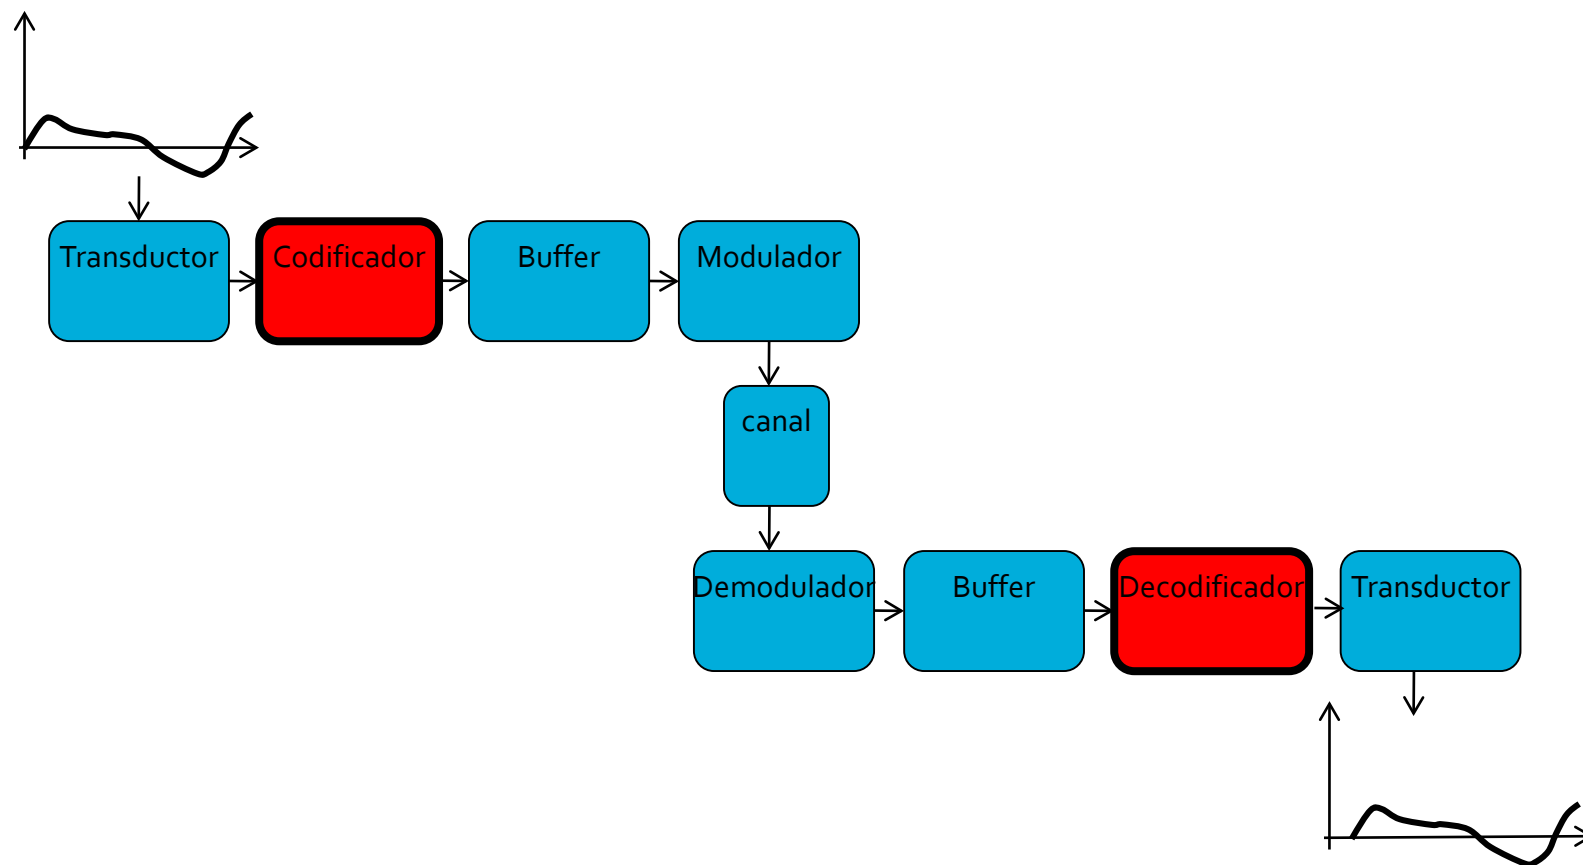 Transductor
Codificador
Buffer
Modulador
canal
Demodulador
Buffer
Decodificador
Transductor